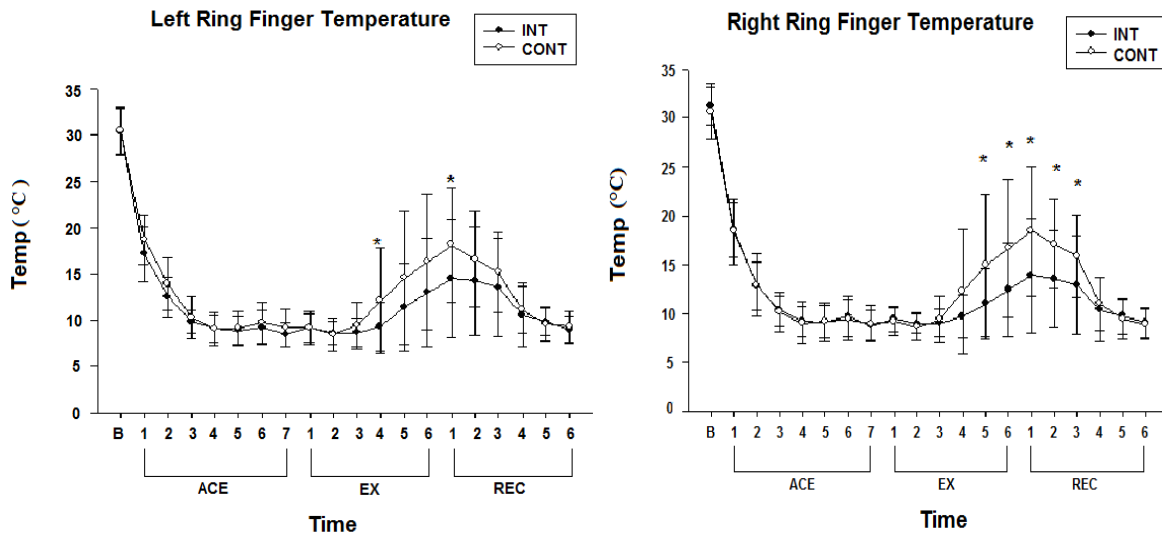 Left Ring Finger Temperature
INT
CONT
Temp ( °C )
35
30
25
20
15
10
5
0
*
*
B 1 2 3 4 5 6 7 1 2 3 4 5 6 1 2 3 4 5 6
ACE EX REC
Time
Right Ring Finger Temperature
INT
CONT
Temp (°C)
35
30
25
20
15
10
5
0
* * * * *
B 1 2 3 4 5 6 7 1 2 3 4 5 6 1 2 3 4 5 6
ACE EX REC
Time